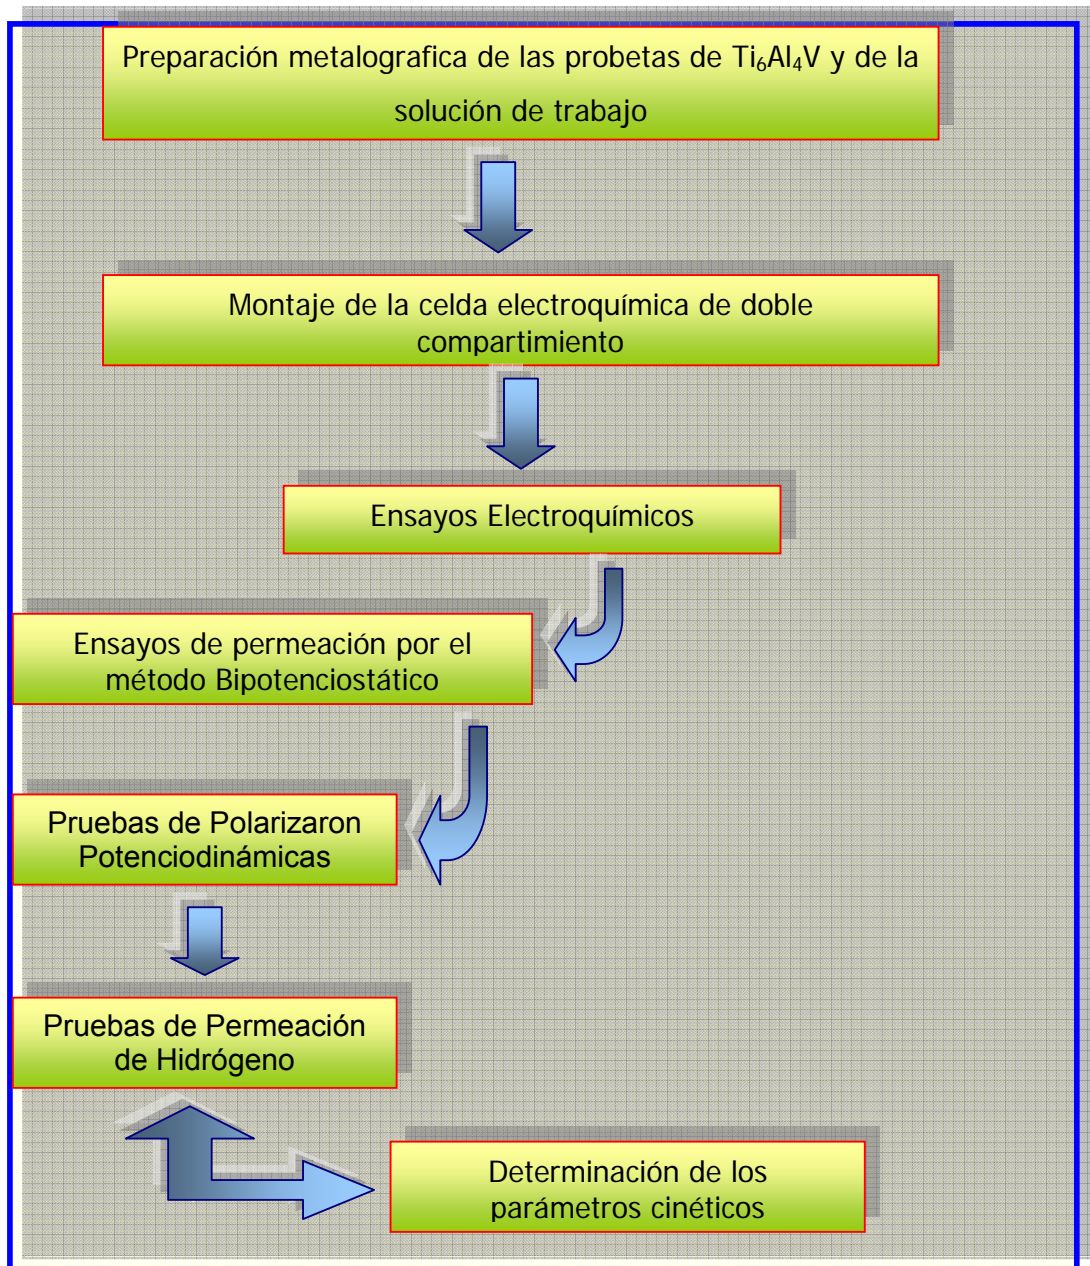 Preparación metalografica de las probetas de Ti₆Al₄V y de la
solución de trabajo
Montaje de la celda electroquímica de doble
compartimiento
Ensayos Electroquímicos
Ensayos de permeación por el
método Bipotenciostático
Pruebas de Polarizaron
Potenciodinámicas
Pruebas de Permeación
de Hidrógeno
Determinación de los
parámetros cinéticos